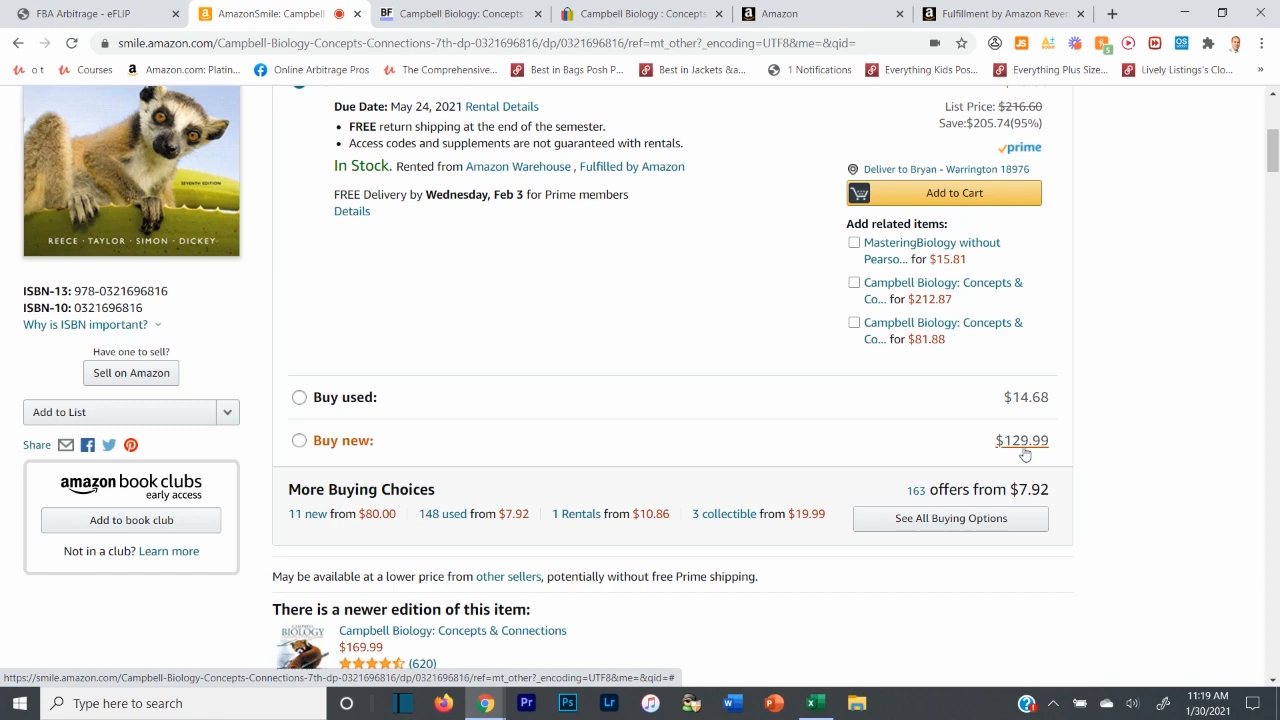 FBA Arbitrage - eFLIP
AmazonSmile: Campbell
Campbell Biology: Concepts
Campbell Biology : Concepts
Amazon
Fulfillment by Amazon Reve
smile.amazon.com/Campbell-Biology-Concepts-Connections-7th-dp-0321696816/dp/0321696816/ref=mt_other?_encoding=UTF8&me=&qid=
o t
Courses
Amazon.com: Platin...
Online Arbitrage Pro...
The Comprehensive...
Best in Bags Posh P...
Best in Jackets &a...
1 Notifications
Everything Kids Pos...
Everything Plus Size...
Lively Listings's Clo...
»
Due Date: May 24, 2021 Rental Details
• FREE return shipping at the end of the semester.
• Access codes and supplements are not guaranteed with rentals.
In Stock. Rented from Amazon Warehouse , Fulfilled by Amazon
FREE Delivery by Wednesday, Feb 3 for Prime members
Details
List Price: $216.60
Save:$205.74(95%)
prime
Deliver to Bryan - Warrington 18976
Add to Cart
Add related items:
MasteringBiology without
Pearso... for $15.81
Campbell Biology: Concepts &
Co... for $212.87
Campbell Biology: Concepts &
Co... for $81.88
SEVENTH EDITION
REECE · TAYLOR · SIMON · DICKEY
ISBN-13: 978-0321696816
ISBN-10: 0321696816
Why is ISBN important?
Have one to sell?
Sell on Amazon
Add to List
Share
amazon book clubs
early access
Add to book club
Not in a club? Learn more
Buy used:
$14.68
Buy new:
$129.99
More Buying Choices
163 offers from $7.92
11 new from $80.00
148 used from $7.92
1 Rentals from $10.86
3 collectible from $19.99
See All Buying Options
May be available at a lower price from other sellers, potentially without free Prime shipping.
There is a newer edition of this item:
BIOLOGY
Campbell Biology: Concepts & Connections
$169.99
(620)
https://smile.amazon.com/Campbell-Biology-Concepts-Connections-7th-dp-0321696816/dp/0321696816/ref=mt_other?_encoding=UTF8&me=&qid=#
Type here to search
11:19 AM
1/30/2021